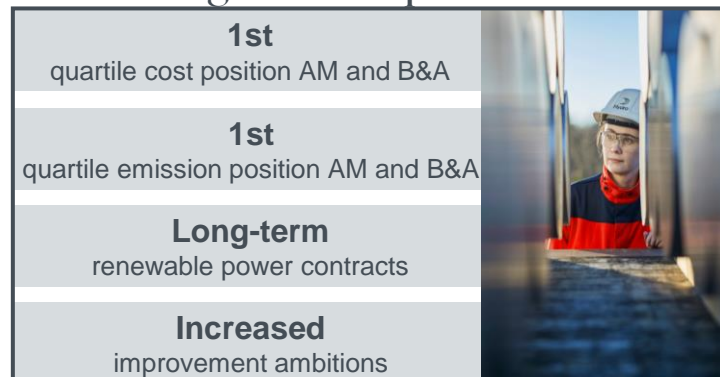 1st
quartile cost position AM and B&A
1st
quartile emission position AM and B&A
Long-term
renewable power contracts
Increased
improvement ambitions
Hydro